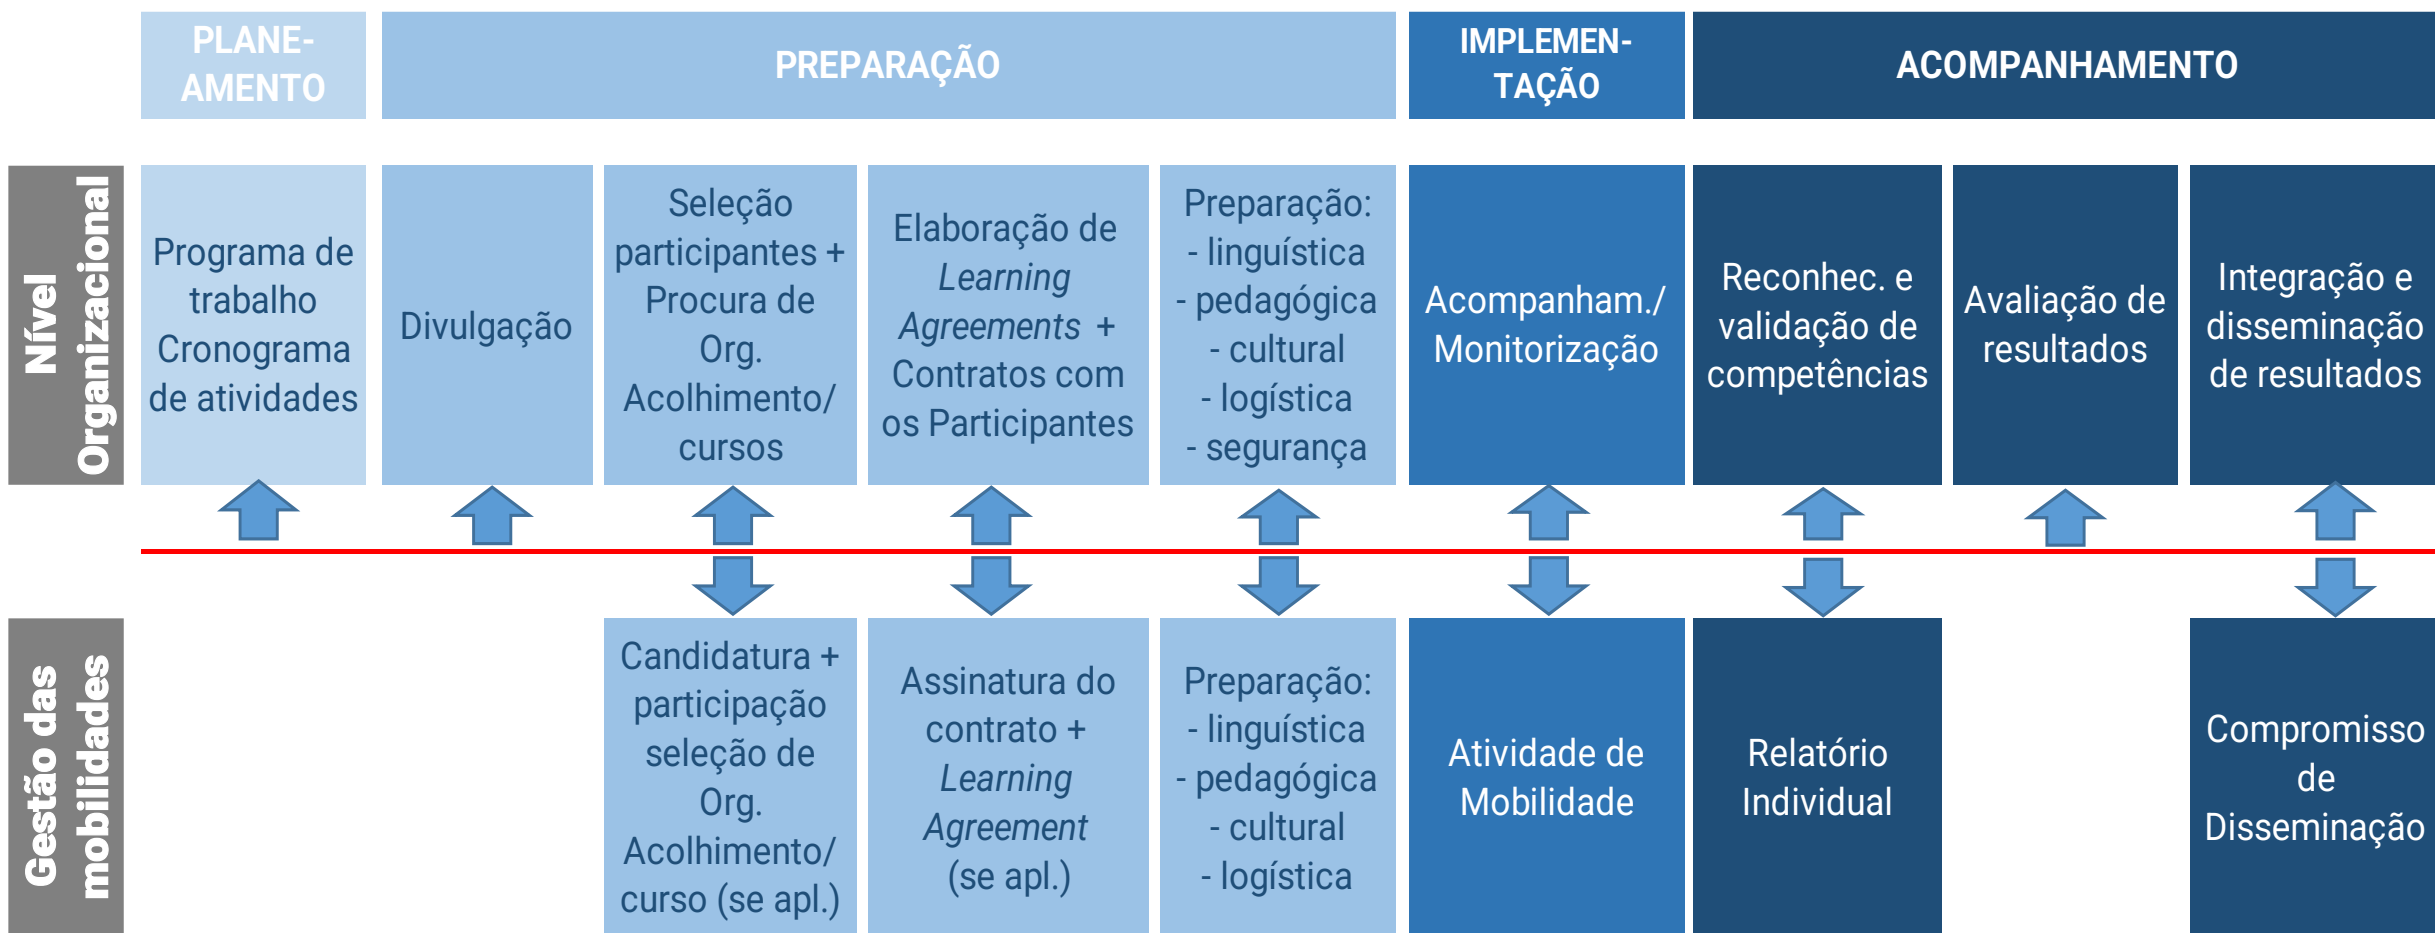 PLANE-
AMENTO
PREPARAÇÃO
IMPLEMEN-
TAÇÃO
ACOMPANHAMENTO
Nível
Organizacional
Programa de
trabalho
Cronograma
de atividades
Divulgação
Seleção
participantes +
Procura de
Org.
Acolhimento/
cursos
Elaboração de
Learning
Agreements +
Contratos com
os Participantes
Preparação:
- linguística
- pedagógica
- cultural
- logística
- segurança
Acompanham./
Monitorização
Reconhec. e
validação de
competências
Avaliação de
resultados
Integração e
disseminação
de resultados
Gestão das
mobilidades
Candidatura +
participação
seleção de
Org.
Acolhimento/
curso (se apl.)
Assinatura do
contrato +
Learning
Agreement
(se apl.)
Preparação:
- linguística
- pedagógica
- cultural
- logística
Atividade de
Mobilidade
Relatório
Individual
Compromisso
de
Disseminação